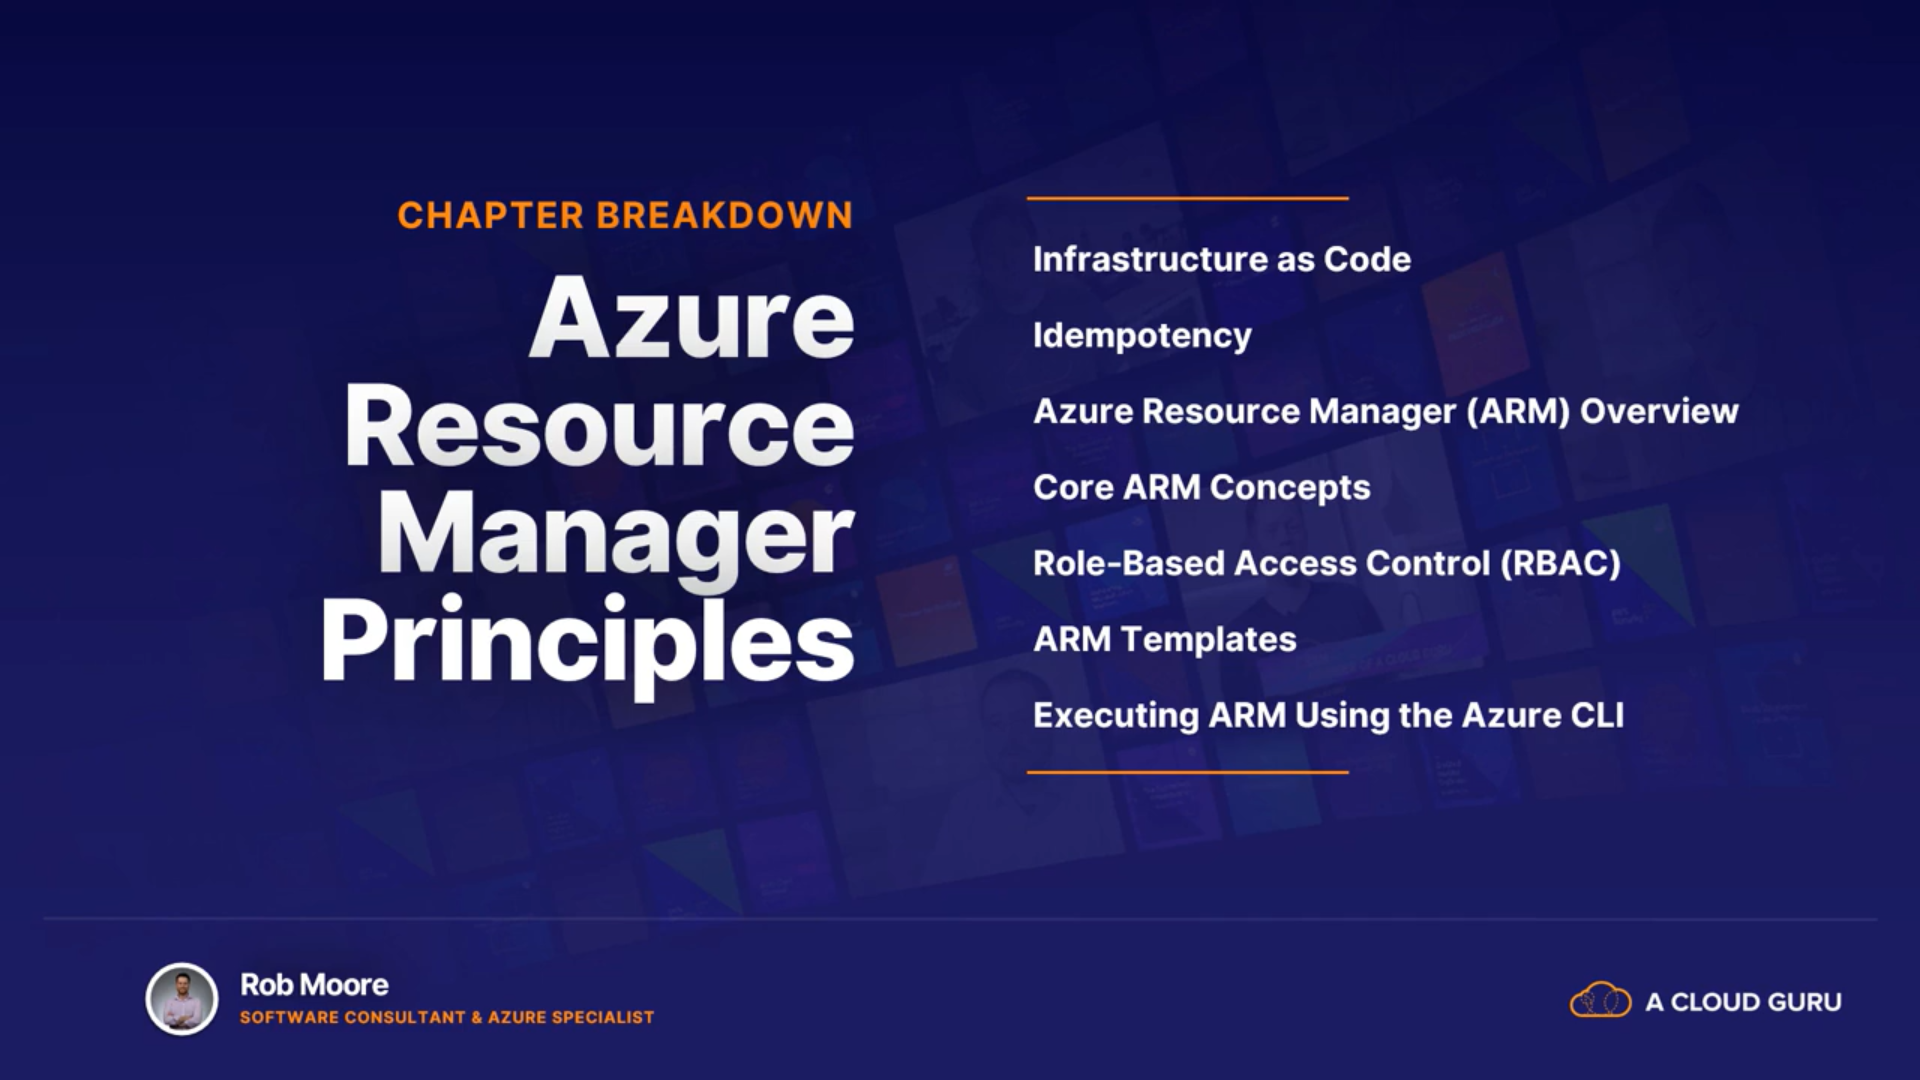 CHAPTER BREAKDOWN
Azure
Resource
Manager
Principles
Infrastructure as Code
Idempotency
Azure Resource Manager (ARM) Overview
Core ARM Concepts
Role-Based Access Control (RBAC)
ARM Templates
Executing ARM Using the Azure CLI
Rob Moore
SOFTWARE CONSULTANT & AZURE SPECIALIST
A CLOUD GURU